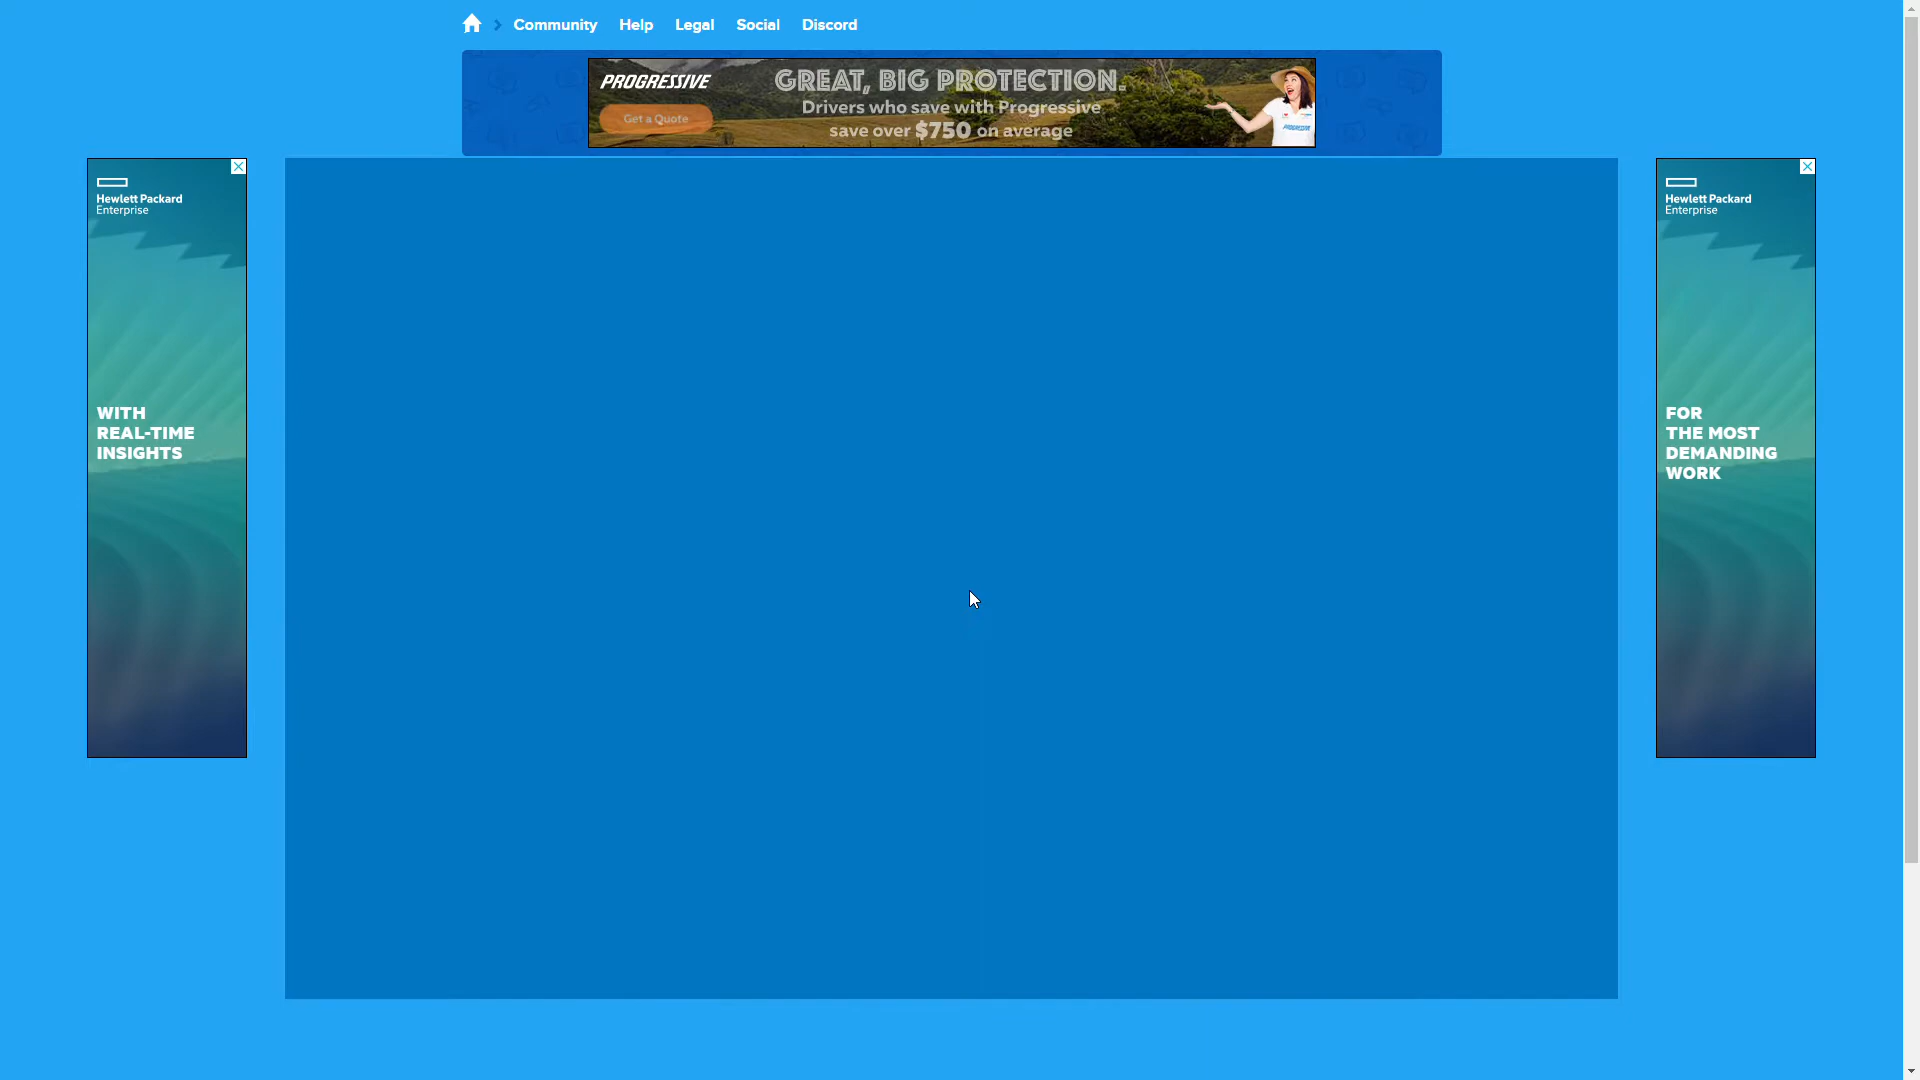 Community Help Legal Social Discord
PROGRESSIVE
Get a Quote
GREAT, BIG PROTECTION.
Drivers who save with Progressive
save over $750 on average
PROGRESSIVE
Hewlett Packard
Enterprise
WITH
REAL-TIME
INSIGHTS
Hewlett Packard
Enterprise
FOR
THE MOST
DEMANDING
WORK